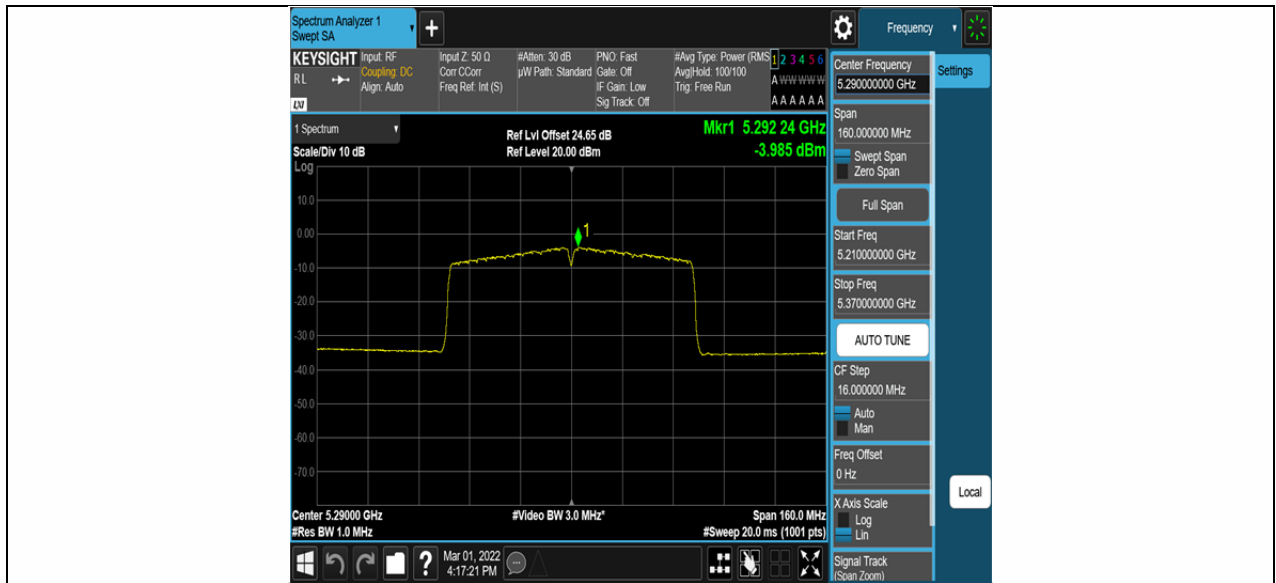 Spectrum Analyzer 1
Swept SA
+
Frequency
KEYSIGHT
RL
LXI
Input: RF
Coupling: DC
Align: Auto
Input Z: 50 Ω
Corr CCorr
Freq Ref: Int (S)
#Atten: 30 dB
µW Path: Standard
PNO: Fast
Gate: Off
IF Gain: Low
Sig Track: Off
#Avg Type: Power (RMS
Avg|Hold: 100/100
Trig: Free Run
1 2 3 4 5 6
A W W W W W
A A A A A A
1 Spectrum
Scale/Div 10 dB
Log
Ref Lvl Offset 24.65 dB
Ref Level 20.00 dBm
Mkr1 5.292 24 GHz
-3.985 dBm
1
10.0
0.00
-10.0
-20.0
-30.0
-40.0
-50.0
-60.0
-70.0
Center 5.29000 GHz
#Res BW 1.0 MHz
#Video BW 3.0 MHz*
Span 160.0 MHz
#Sweep 20.0 ms (1001 pts)
?
Mar 01, 2022
4:17:21 PM
Center Frequency
5.290000000 GHz
Span
160.000000 MHz
Swept Span
Zero Span
Full Span
Start Freq
5.210000000 GHz
Stop Freq
5.370000000 GHz
AUTO TUNE
CF Step
16.000000 MHz
Auto
Man
Freq Offset
0 Hz
X Axis Scale
Log
Lin
Signal Track
(Span Zoom)
Settings
Local